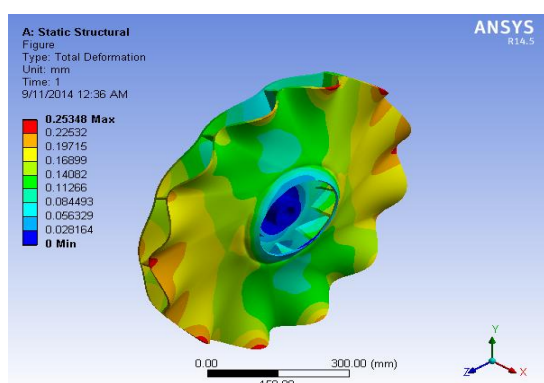 A: Static Structural
Figure
Type: Total Deformation
Unit: mm
Time: 1
9/11/2014 12:36 AM
0.25348 Max
0.22532
0.19715
0.16899
0.14082
0.11266
0.084493
0.056329
0.028164
0 Min
ANSYS
R14.5
0.00
300.00 (mm)
150.00
Y
Z
X